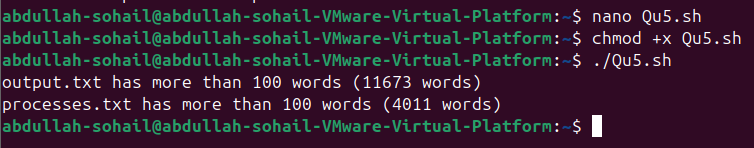 abdullah-sohail@abdullah-sohail-VMware-Virtual-Platform:~$ nano Qu5.sh
abdullah-sohail@abdullah-sohail-VMware-Virtual-Platform:~$ chmod +x Qu5.sh
abdullah-sohail@abdullah-sohail-VMware-Virtual-Platform:~$ ./Qu5.sh
output.txt has more than 100 words (11673 words)
processes.txt has more than 100 words (4011 words)
abdullah-sohail@abdullah-sohail-VMware-Virtual-Platform:~$